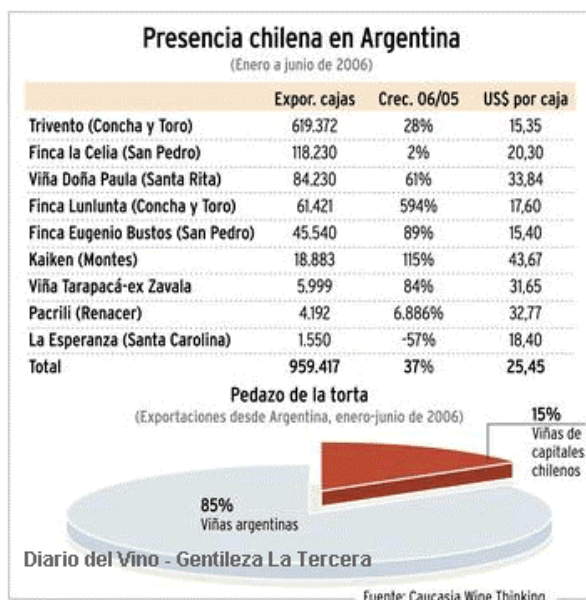 Presencia chilena en Argentina
(Enero a junio de 2006)
Expor. cajas Crec. 06/05 US$ por caja
Trivento (Concha y Toro) 619.372 28% 15,35
Finca la Celia (San Pedro) 118.230 2% 20,30
Viña Doña Paula (Santa Rita) 84.230 61% 33,84
Finca Lunlunta (Concha y Toro) 61.421 594% 17,60
Finca Eugenio Bustos (San Pedro) 45.540 89% 15,40
Kaiken (Montes) 18.883 115% 43,67
Viña Tarapacá-ex Zavala 5.999 84% 31,65
Pacrili (Renacer) 4.192 6.886% 32,77
La Esperanza (Santa Carolina) 1.550 -57% 18,40
Total 959.417 37% 25,45
Pedazo de la torta
(Exportaciones desde Argentina, enero-junio de 2006)
15%
Viñas de
capitales
chilenos
85%
Viñas argentinas
Diario del Vino - Gentileza La Tercera
Fuente: Caucasia Wine Thinking